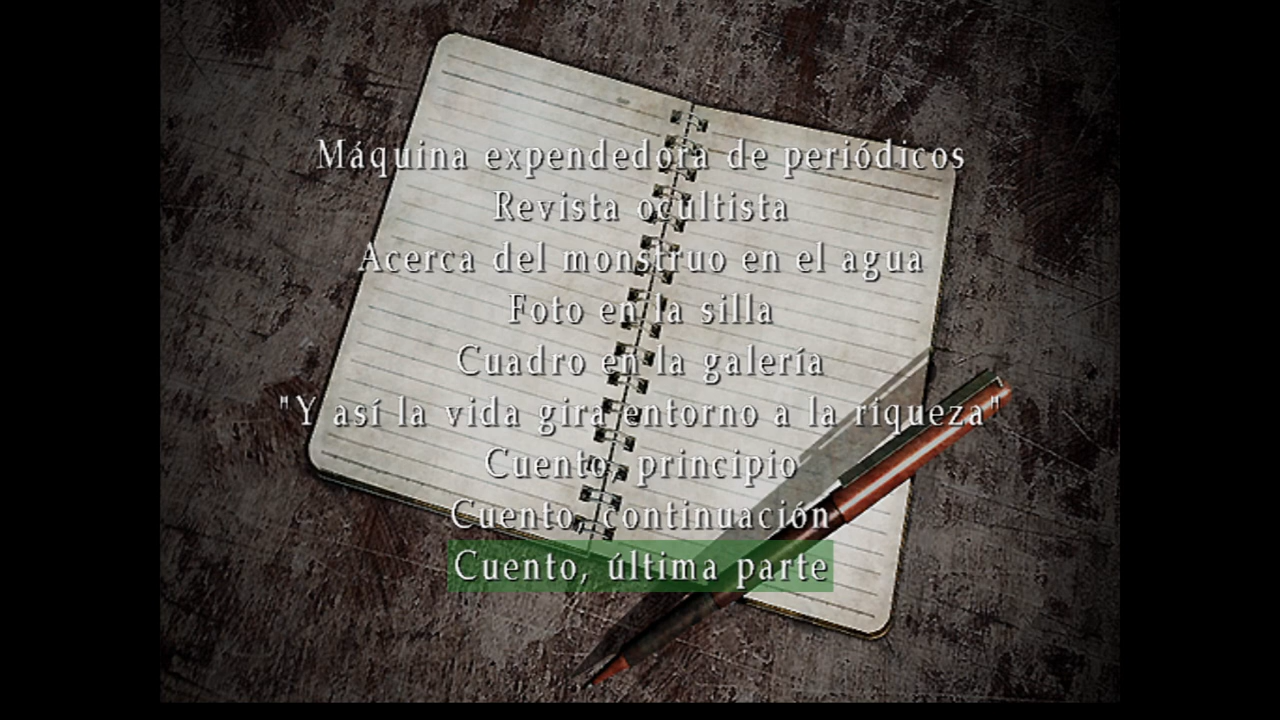 Máquina expendedora de periódicos
Revista ocultista
Acerca del monstruo en el agua
Foto en la silla
Cuadro en la galería
"Y así la vida gira entorno a la riqueza"
Cuento, principio
Cuento, continuación
Cuento, última parte